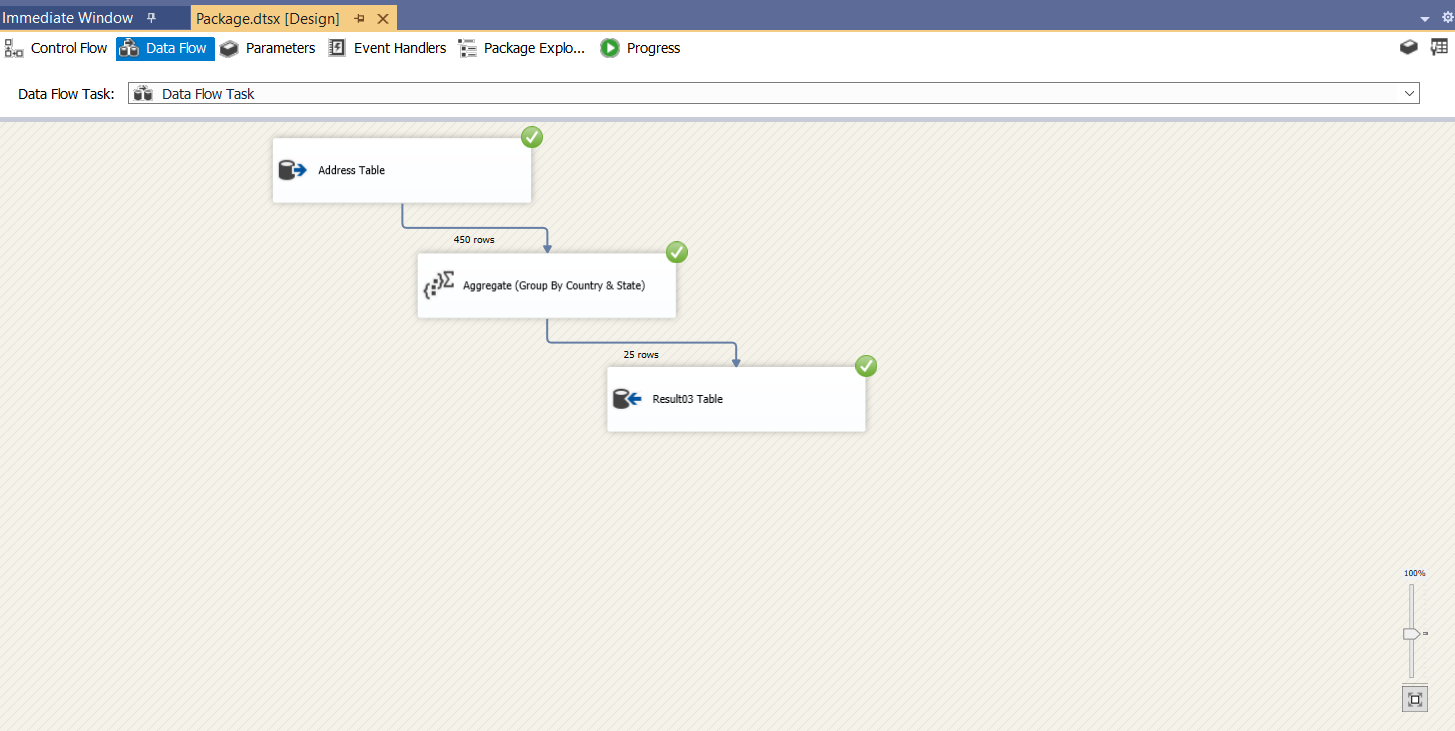 Immediate Window
Package.dtsx [Design]
Control Flow
Data Flow
Parameters
Event Handlers
Package Explo...
Progress
Data Flow Task:
Data Flow Task
Address Table
450 rows
Aggregate (Group By Country & State)
25 rows
Result03 Table
100%